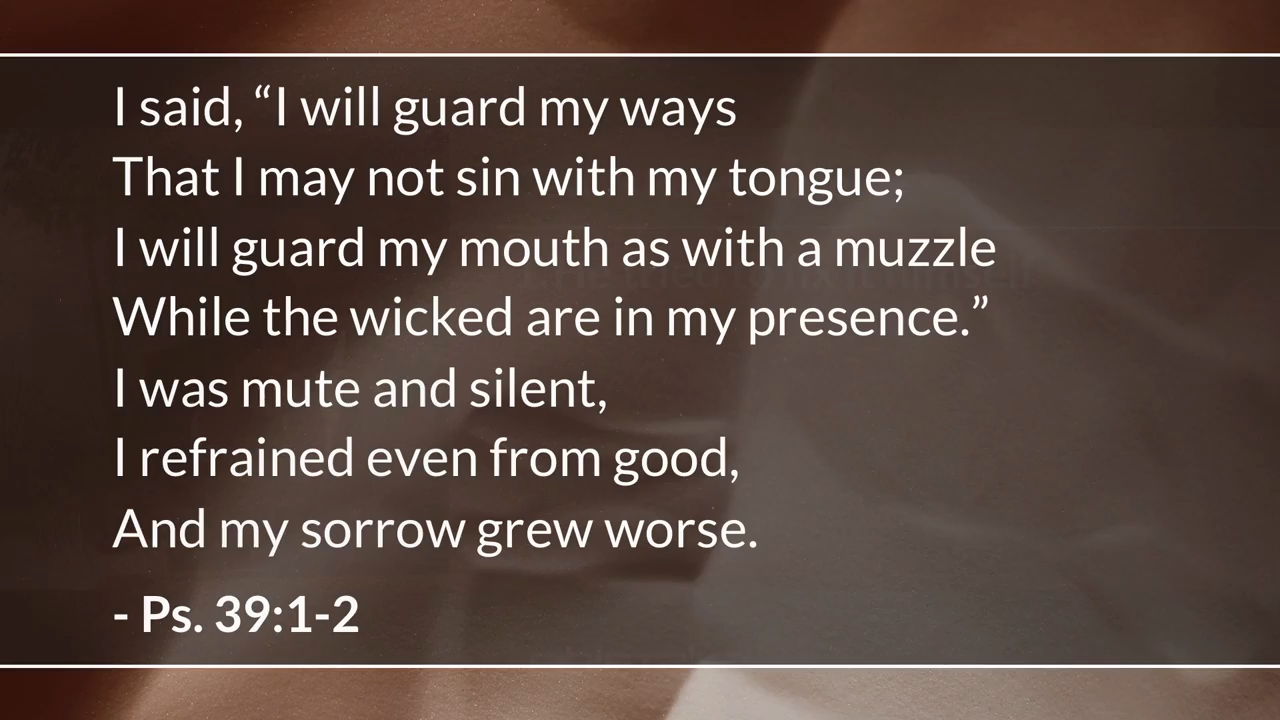 I said, “I will guard my ways
That I may not sin with my tongue;
I will guard my mouth as with a muzzle
While the wicked are in my presence.”
I was mute and silent,
I refrained even from good,
And my sorrow grew worse.
- Ps. 39:1-2